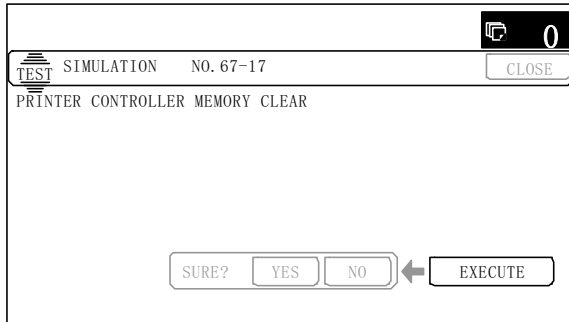 0
TEST SIMULATION NO. 67-17 CLOSE
PRINTER CONTROLLER MEMORY CLEAR
SURE? YES NO EXECUTE